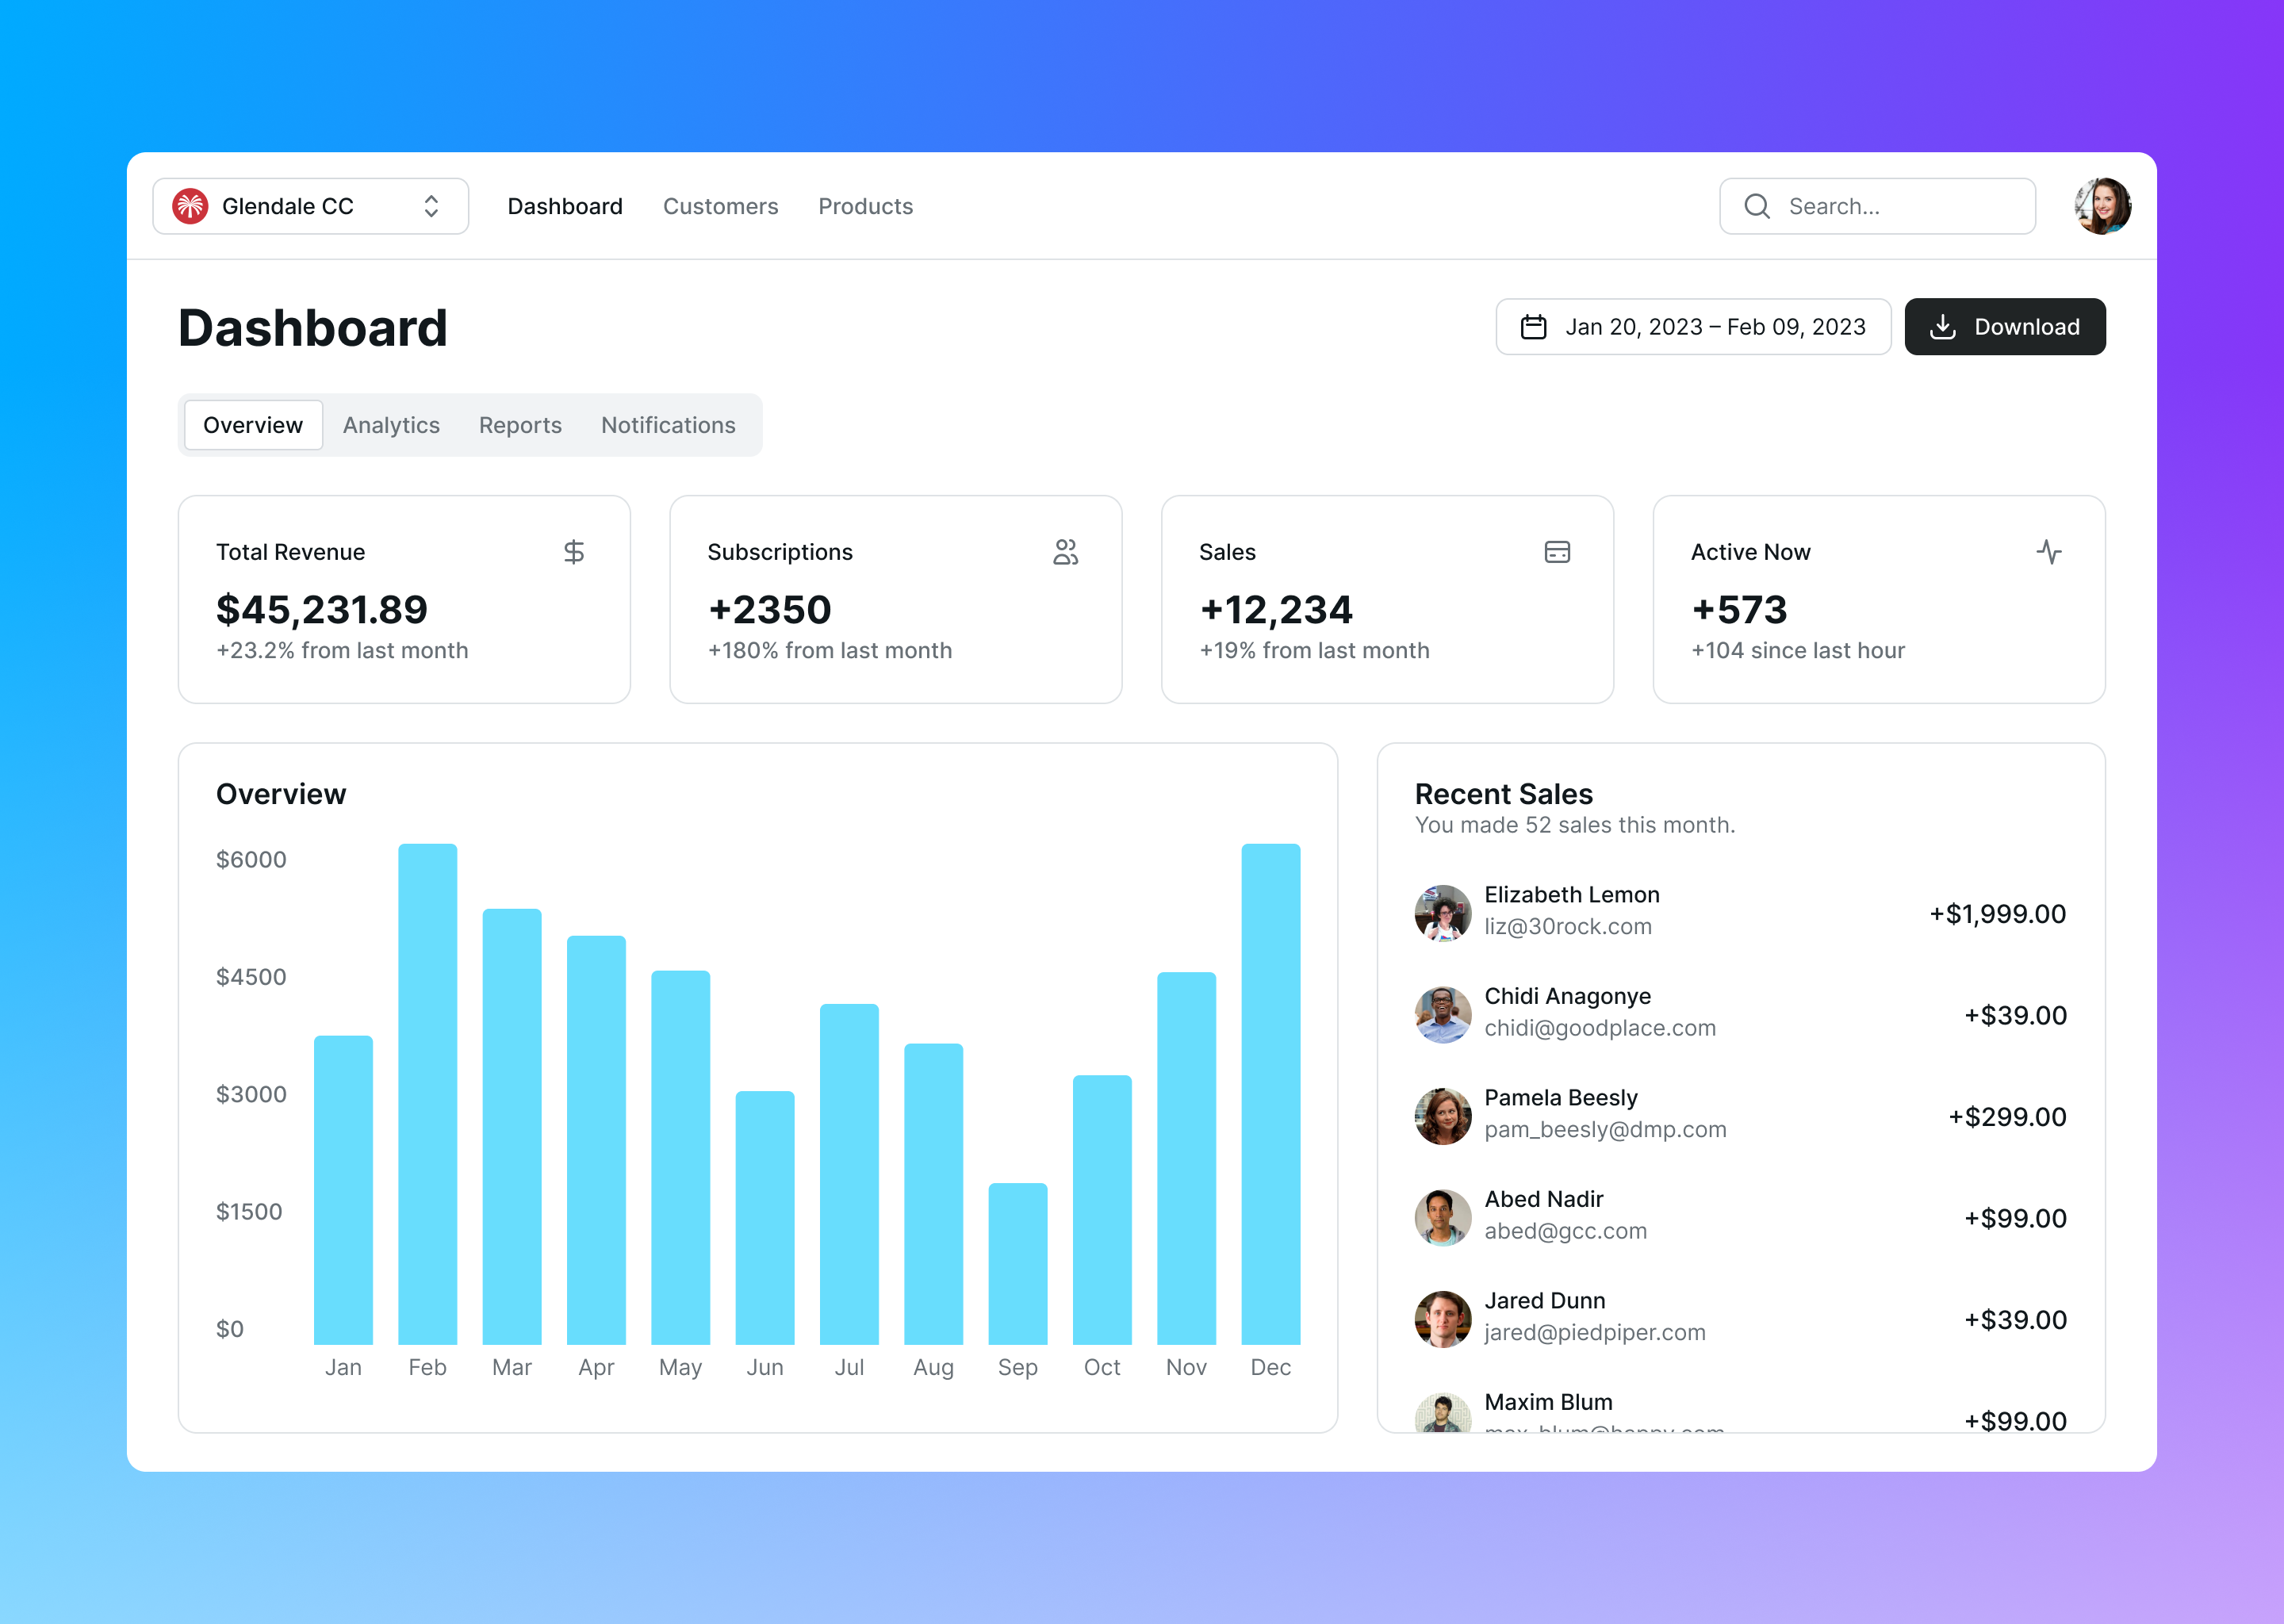 Glendale CC
Dashboard
Customers
Products
Search...
Dashboard
Jan 20, 2023 – Feb 09, 2023
Download
Overview
Analytics
Reports
Notifications
Total Revenue
$45,231.89
+23.2% from last month
Subscriptions
+2350
+180% from last month
Sales
+12,234
+19% from last month
Active Now
+573
+104 since last hour
Overview
$6000
$4500
$3000
$1500
$0
Jan
Feb
Mar
Apr
May
Jun
Jul
Aug
Sep
Oct
Nov
Dec
Recent Sales
You made 52 sales this month.
Elizabeth Lemon
liz@30rock.com
+$1,999.00
Chidi Anagonye
chidi@goodplace.com
+$39.00
Pamela Beesly
pam_beesly@dmp.com
+$299.00
Abed Nadir
abed@gcc.com
+$99.00
Jared Dunn
jared@piedpiper.com
+$39.00
Maxim Blum
+$99.00